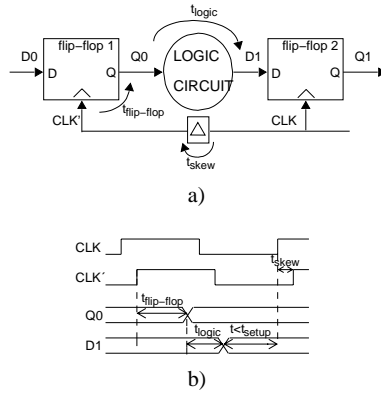 t_logic
flip−flop 1
flip−flop 2
D0
Q0
LOGIC
CIRCUIT
D1
Q1
D
Q
D
Q
t_flip−flop
CLK'
Δ
CLK
t_skew
a)
CLK
t_skew
CLK´
t_flip−flop
Q0
t_logic
t<t_setup
D1
b)